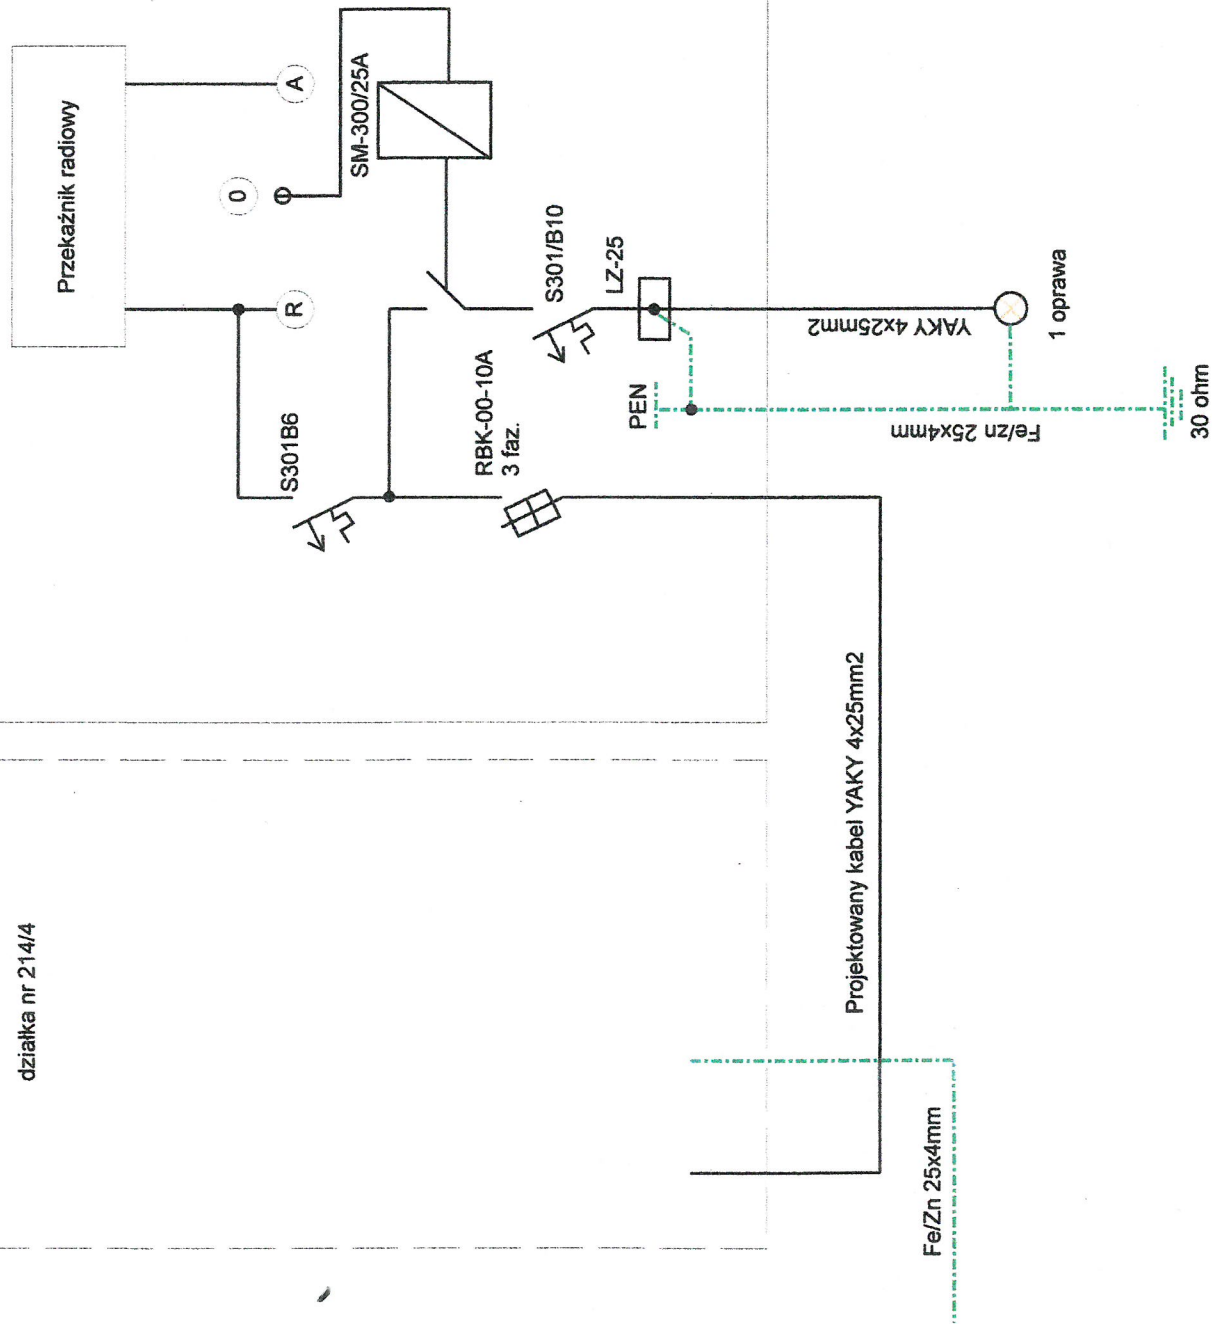 Przekaźnik radiowy
A
0
R
SM-300/25A
S301/B10
LZ-25
S301B6
RBK-00-10A
3 faz.
PEN
YAKY 4x25mm2
Fe/zn 25x4mm
1 oprawa
30 ohm
działka nr 214/4
Projektowany kabel YAKY 4x25mm2
Fe/Zn 25x4mm